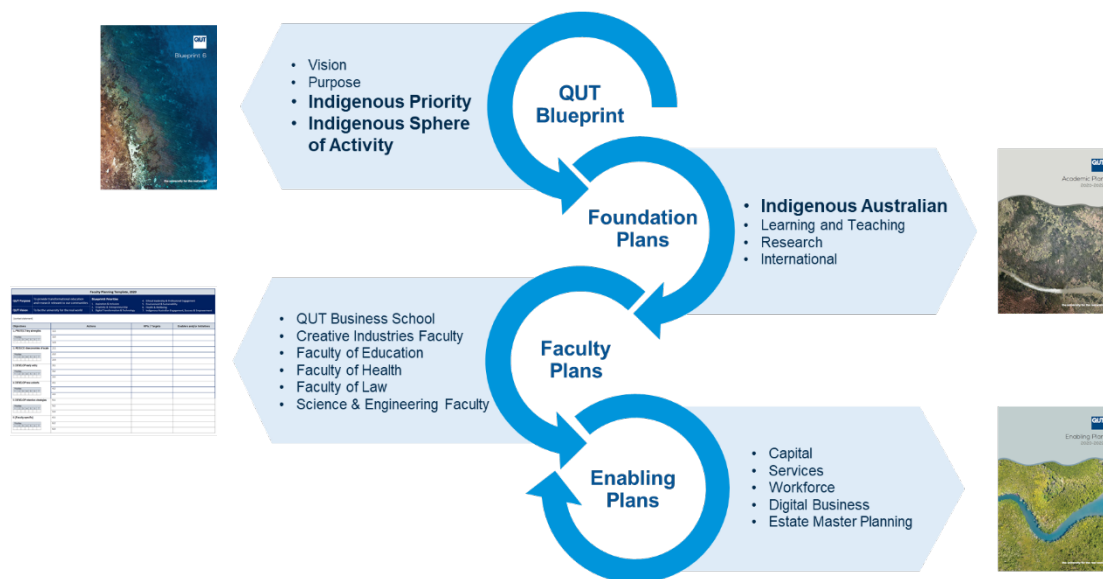 QUT
Blueprint 6
• Vision
• Purpose
• Indigenous Priority
• Indigenous Sphere
of Activity
QUT
Blueprint
Foundation
Plans
• Indigenous Australian
• Learning and Teaching
• Research
• International
QUT
Academic Plan
Faculty Planning Template, 2020
• QUT Business School
• Creative Industries Faculty
• Faculty of Education
• Faculty of Health
• Faculty of Law
• Science & Engineering Faculty
Faculty
Plans
Enabling
Plans
• Capital
• Services
• Workforce
• Digital Business
• Estate Master Planning
QUT
Enabling Plan